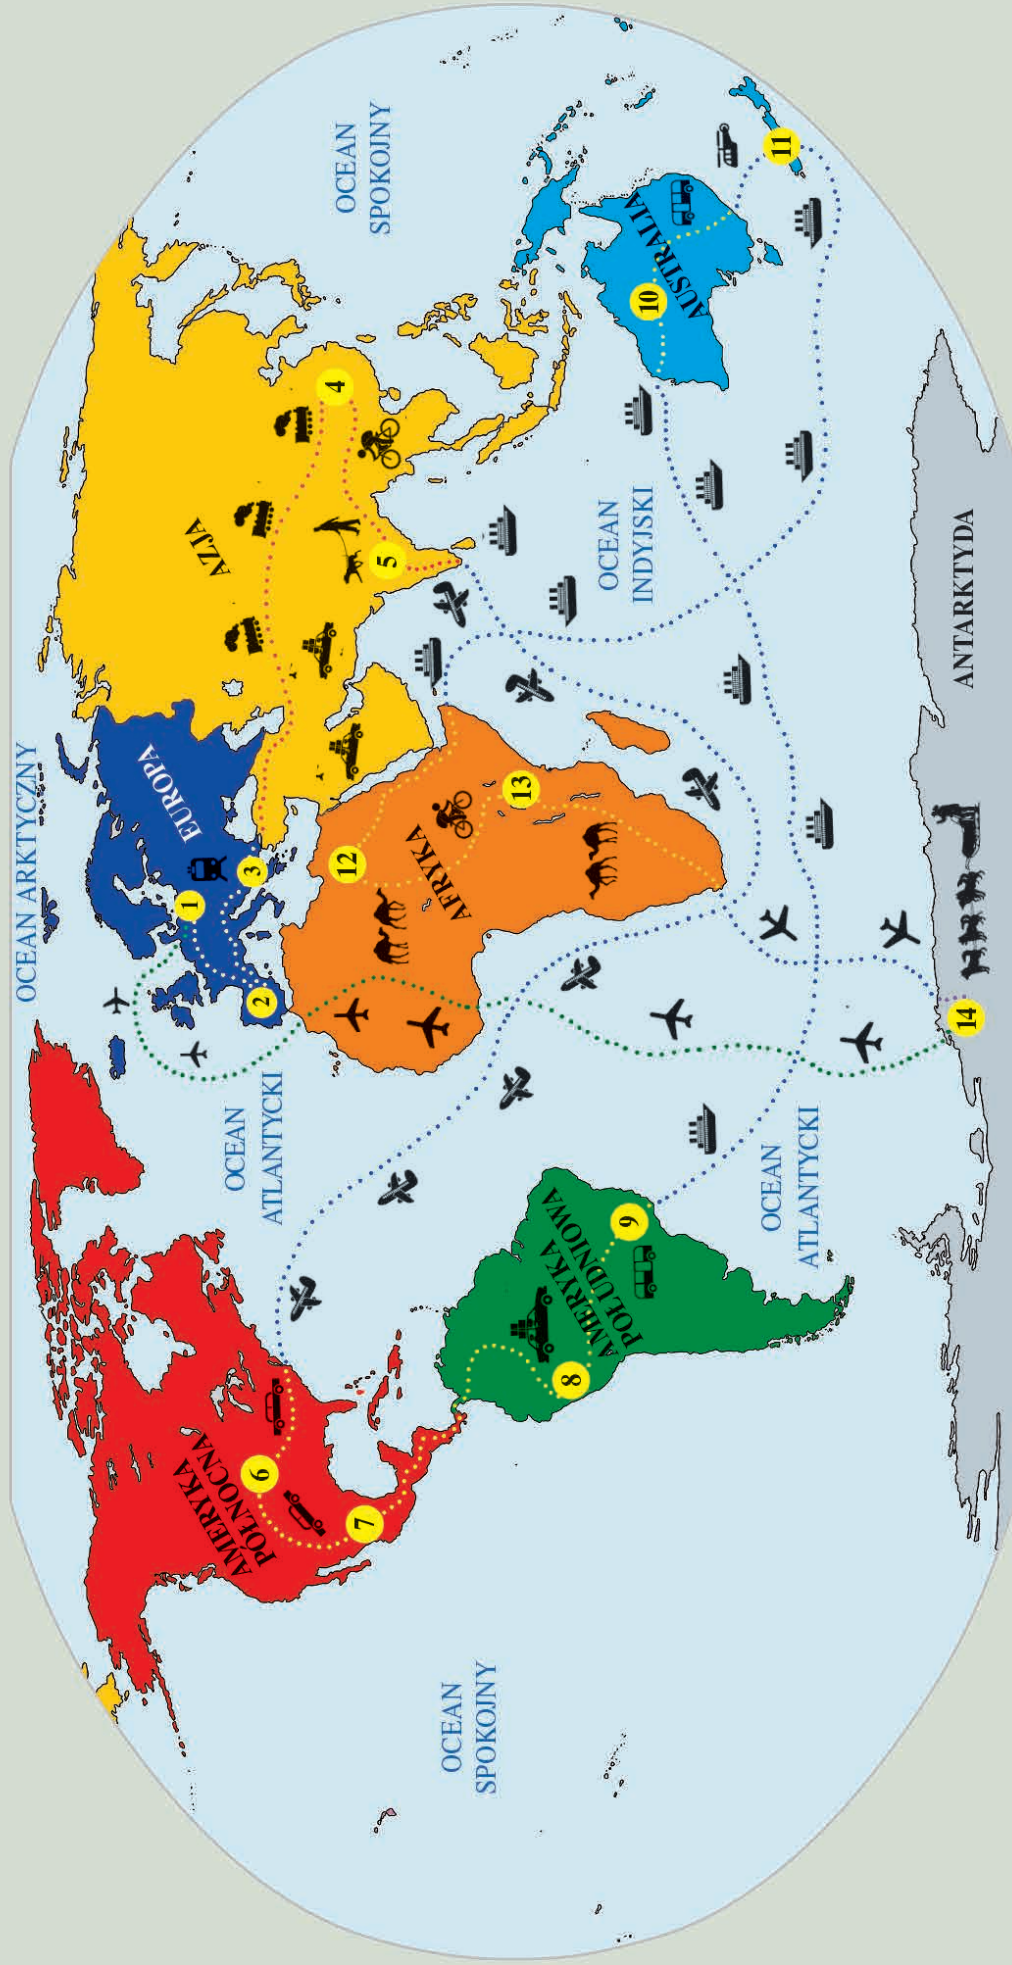 OCEAN ARKTYCZNY
AMERYKA
PÓŁNOCNA
EUROPA
AZJA
OCEAN
ATLANTYCKI
OCEAN
SPOKOJNY
AFRYKA
OCEAN
SPOKOJNY
AMERYKA
POŁUDNIOWA
OCEAN
INDYJSKI
AUSTRALIA
OCEAN
ATLANTYCKI
ANTARKTYDA
1
2
3
4
5
6
7
8
9
10
11
12
13
14